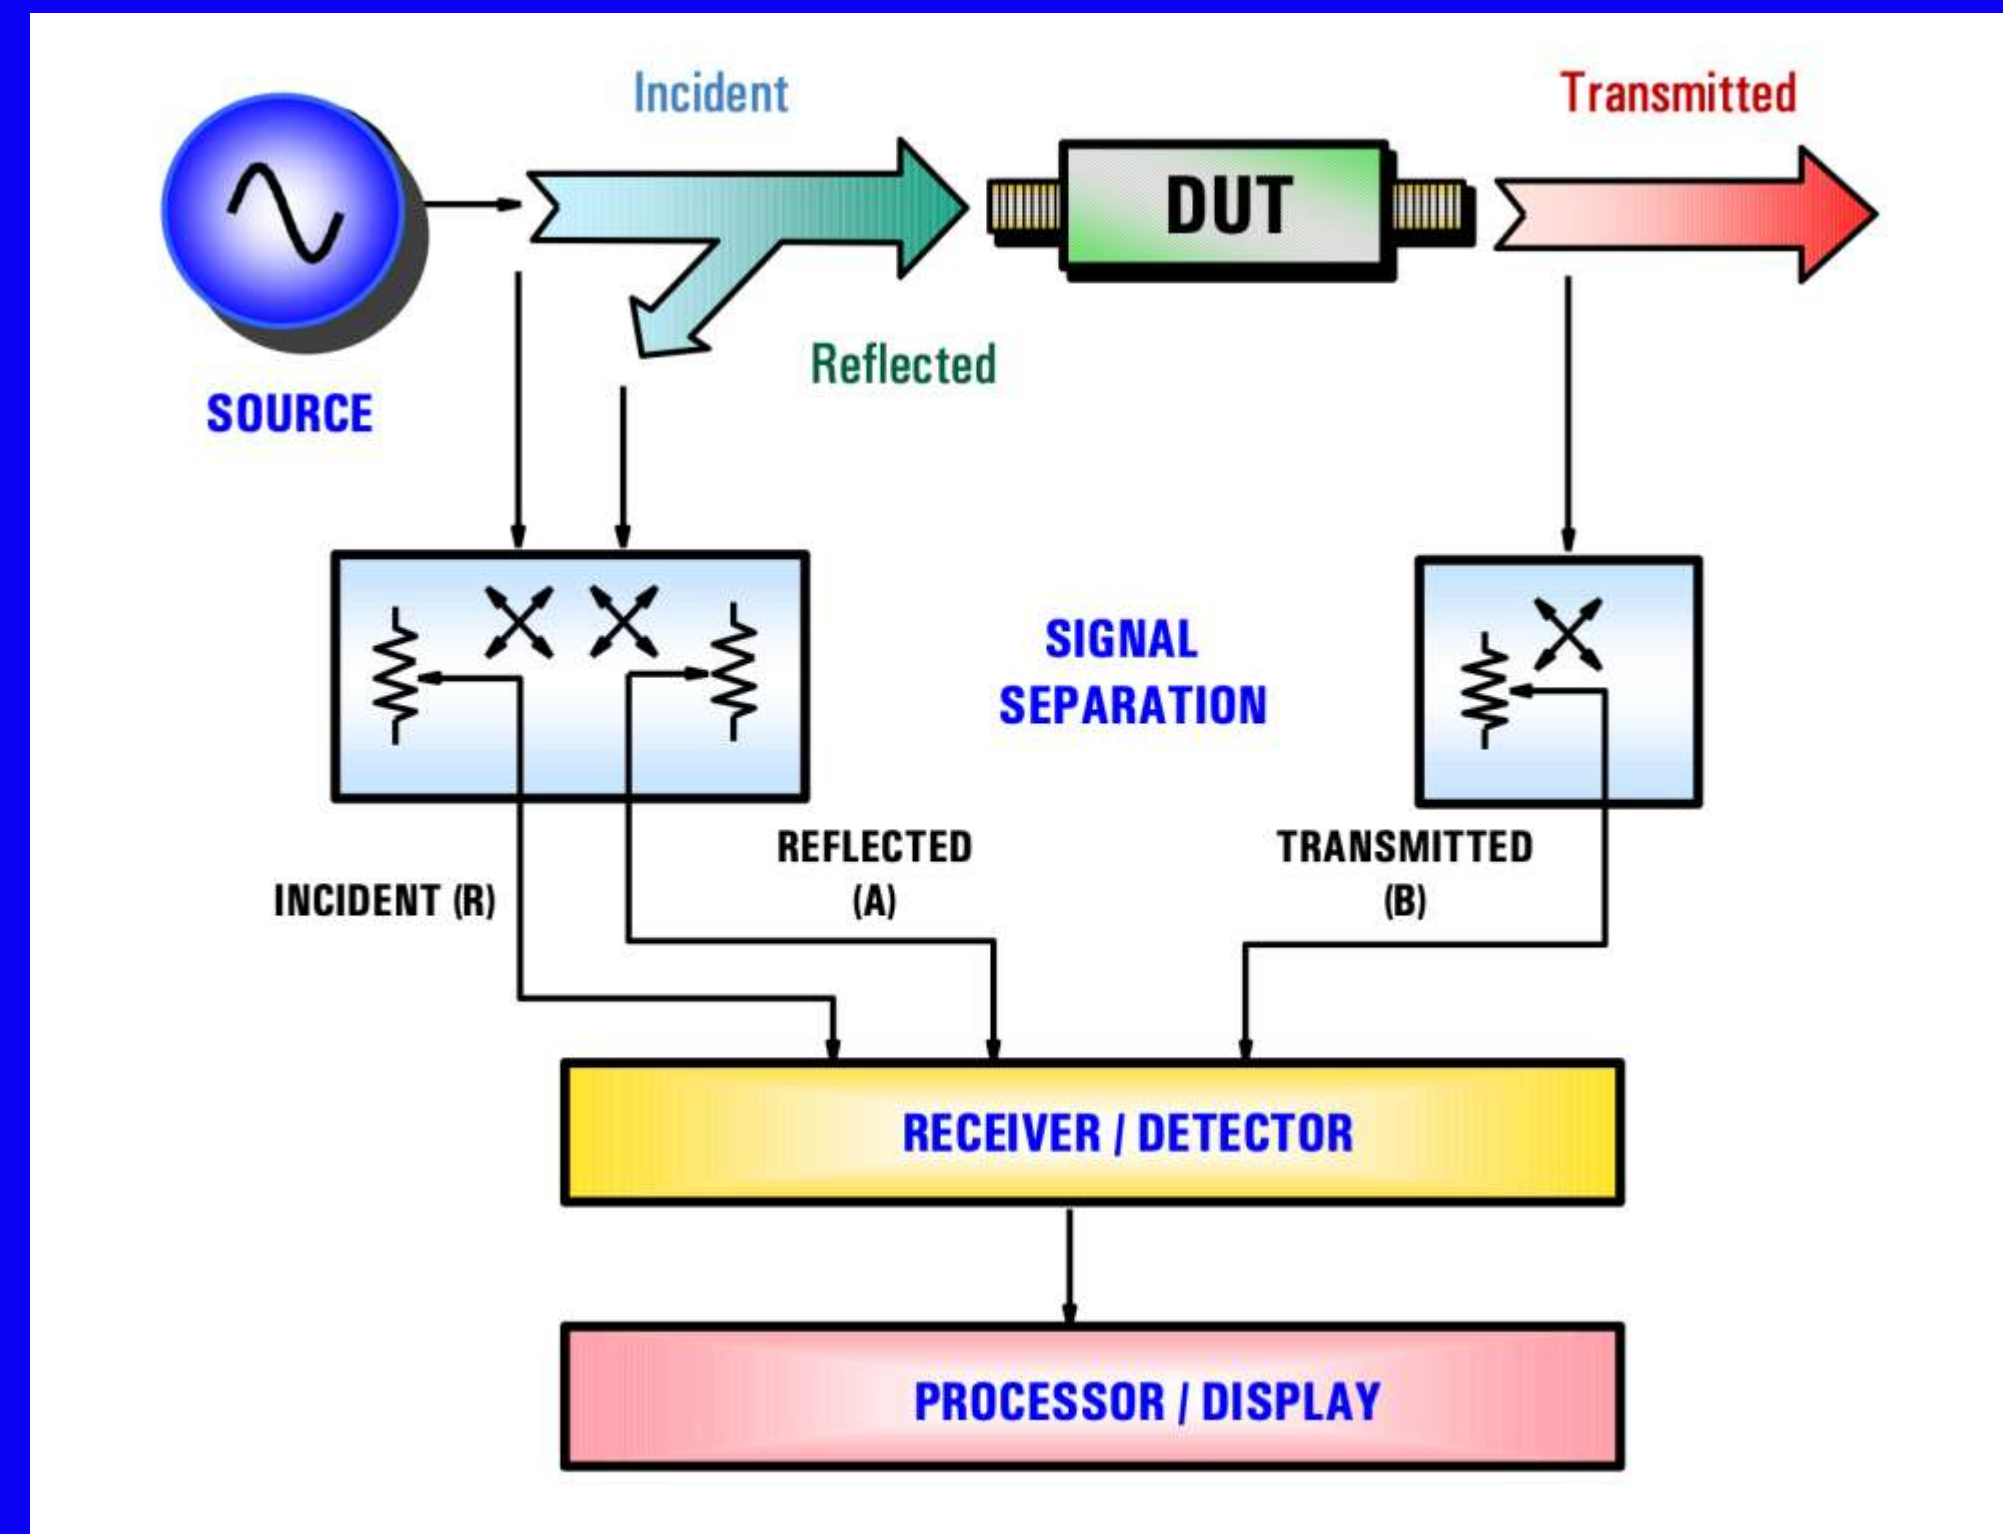 Incident
Transmitted
DUT
Reflected
SOURCE
SIGNAL
SEPARATION
REFLECTED
(A)
TRANSMITTED
(B)
INCIDENT (R)
RECEIVER / DETECTOR
PROCESSOR / DISPLAY